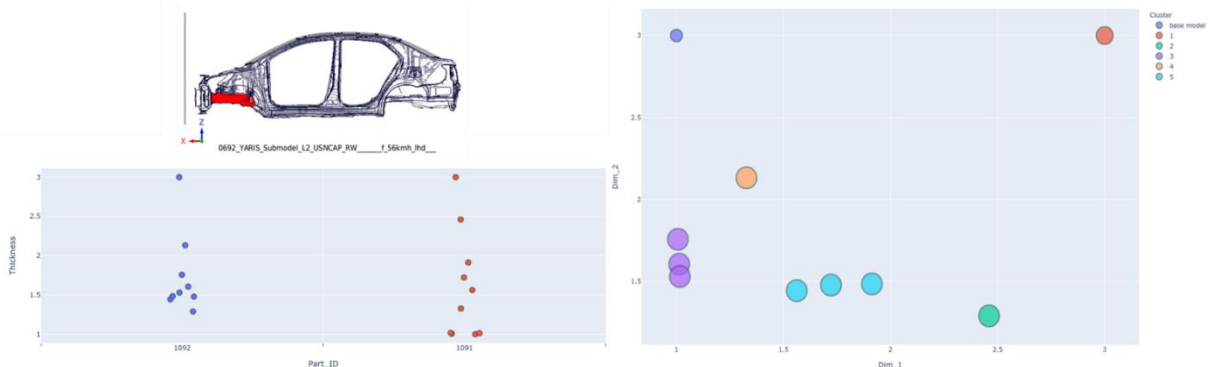 Z
X
0692_YARIS_Submodel_L2_USNCAP_RW______f_56kmh_lhd___
3
2.5
2
1.5
1
Thickness
1092
1091
Part_ID
3
2.5
2
1.5
Dim_2
1
1.5
2
2.5
3
Dim_1
Cluster
base model
1
2
3
4
5